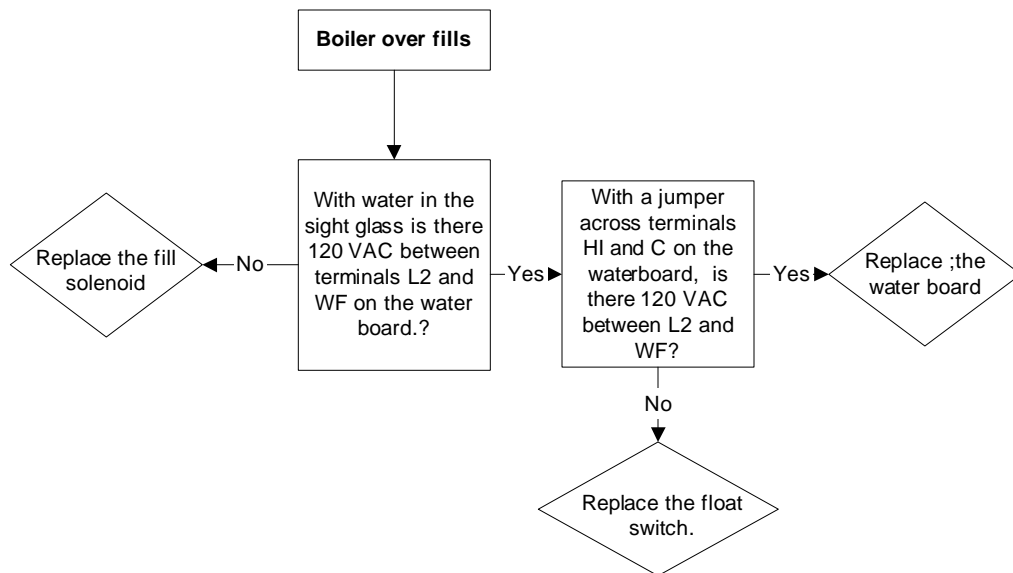 Boiler over fills
With water in the
sight glass is there
120 VAC between
terminals L2 and
WF on the water
board.?
No
Replace the fill
solenoid
Yes
With a jumper
across terminals
HI and C on the
waterboard, is
there 120 VAC
between L2 and
WF?
Yes
Replace ;the
water board
No
Replace the float
switch.